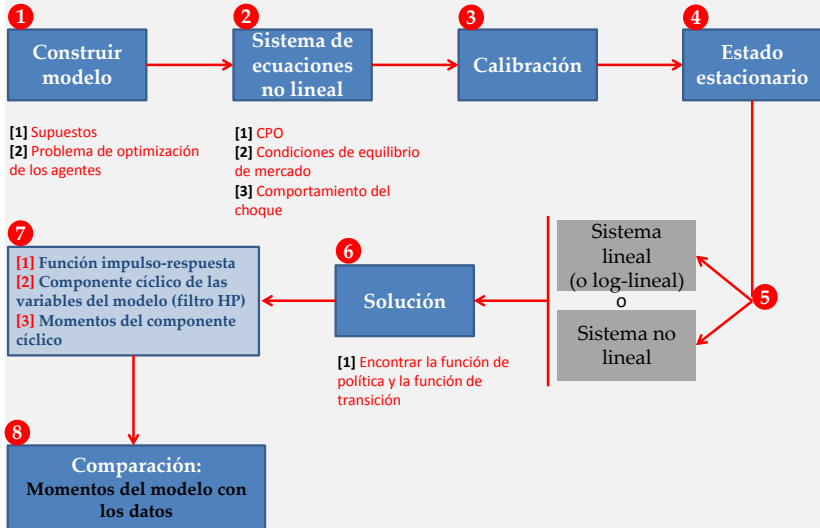 1
Construir
modelo
[1] Supuestos
[2] Problema de optimización
de los agentes
2
Sistema de
ecuaciones
no lineal
[1] CPO
[2] Condiciones de equilibrio
de mercado
[3] Comportamiento del
choque
3
Calibración
4
Estado
estacionario
5
Sistema
lineal
(o log-lineal)
o
Sistema no
lineal
6
Solución
[1] Encontrar la función de
política y la función de
transición
7
[1] Función impulso-respuesta
[2] Componente cíclico de las
variables del modelo (filtro HP)
[3] Momentos del componente
cíclico
8
Comparación:
Momentos del modelo con
los datos